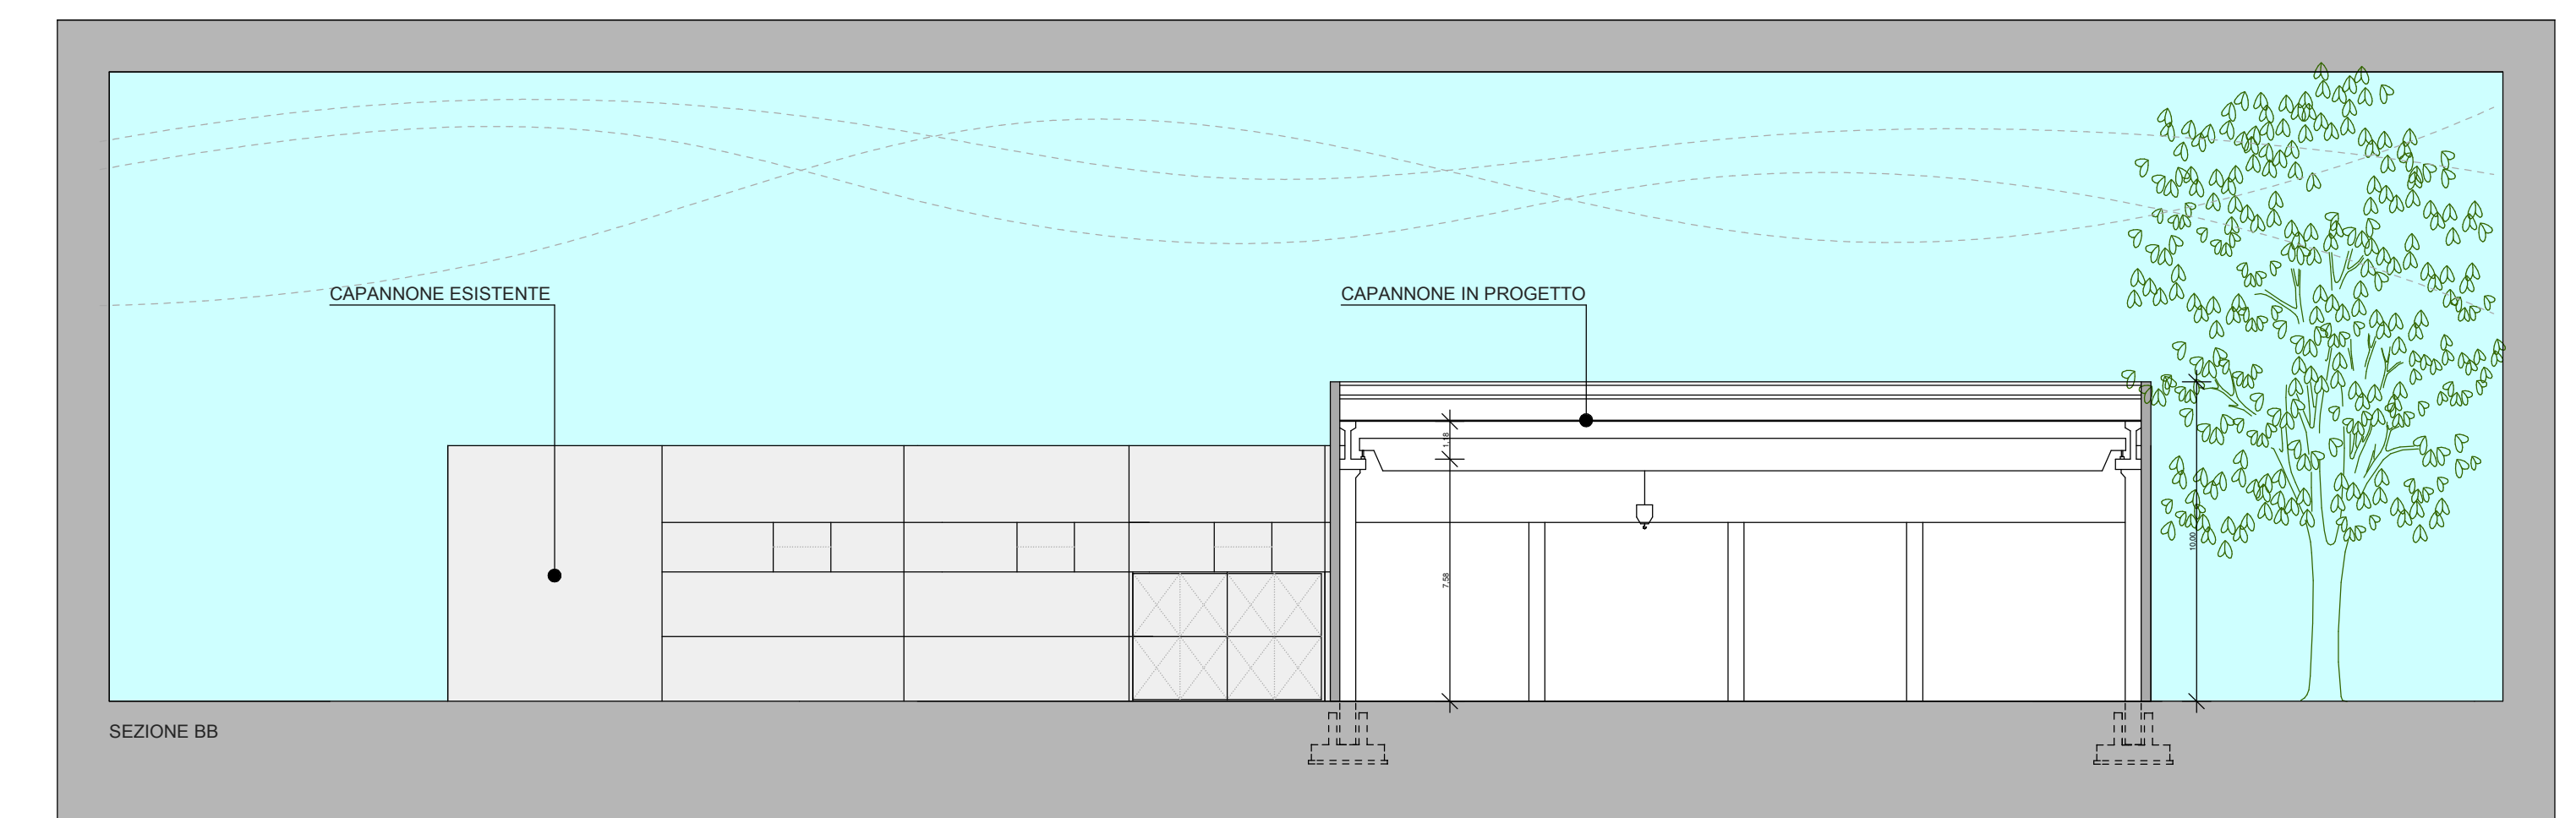 CAPANNONE ESISTENTE
CAPANNONE IN PROGETTO
1,18
10,00
7,58
SEZIONE BB